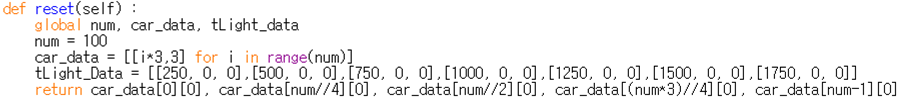 def reset(self) :
global num, car_data, tLight_data
num = 100
car_data = [[i*3,3] for i in range(num)]
tLight_Data = [[250, 0, 0],[500, 0, 0],[750, 0, 0],[1000, 0, 0],[1250, 0, 0],[1500, 0, 0],[1750, 0, 0]]
return car_data[0][0], car_data[num//4][0], car_data[num//2][0], car_data[(num*3)//4][0], car_data[num-1][0]